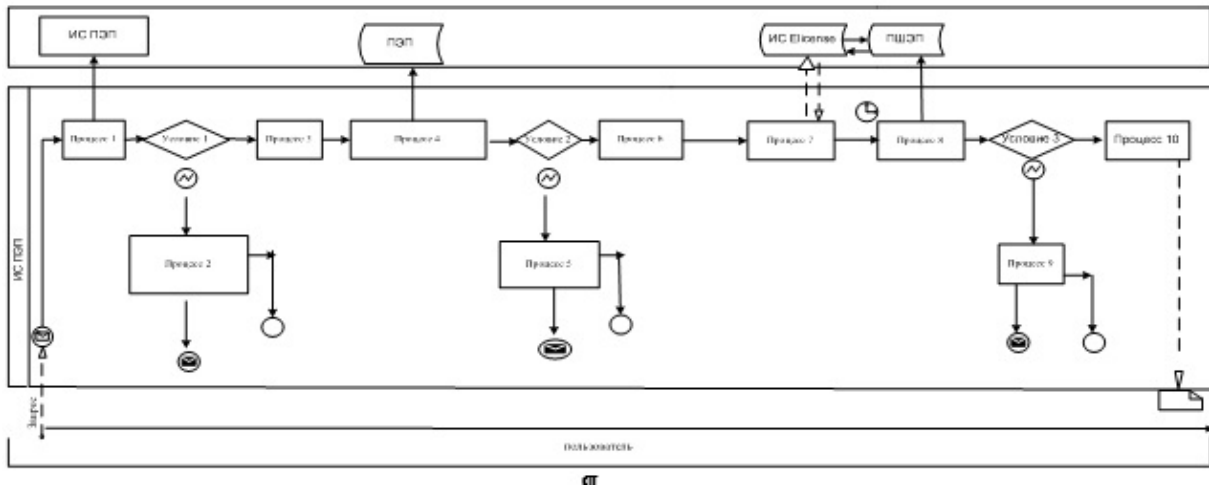 ИС ПЭП
ПЭП
ИС Elicense
ПШЭП
Процесс 1
Условие 1
Процесс 3
Процесс 4
Условие 2
Процесс 6
Процесс 7
Процесс 8
Условие 3
Процесс 10
ИС ПЭП
Процесс 2
Процесс 5
Процесс 9
Запрос
пользователь
¶